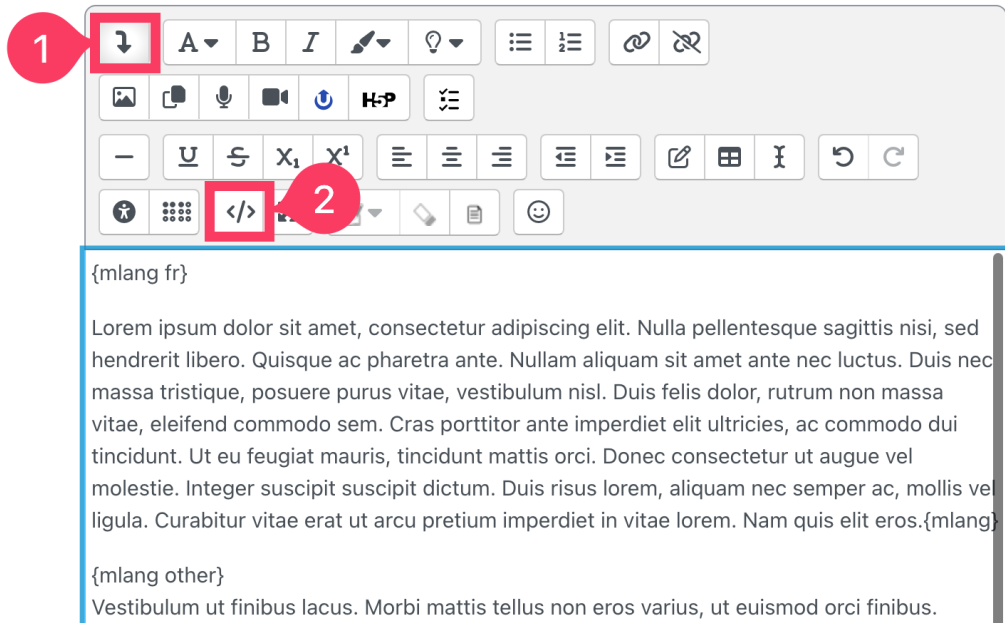 1
A B I
H5P
U S X₁ X¹
</> 2
{mlang fr}
Lorem ipsum dolor sit amet, consectetur adipiscing elit. Nulla pellentesque sagittis nisi, sed
hendrerit libero. Quisque ac pharetra ante. Nullam aliquam sit amet ante nec luctus. Duis nec
massa tristique, posuere purus vitae, vestibulum nisl. Duis felis dolor, rutrum non massa
vitae, eleifend commodo sem. Cras porttitor ante imperdiet elit ultricies, ac commodo dui
tincidunt. Ut eu feugiat mauris, tincidunt mattis orci. Donec consectetur ut augue vel
molestie. Integer suscipit suscipit dictum. Duis risus lorem, aliquam nec semper ac, mollis vel
ligula. Curabitur vitae erat ut arcu pretium imperdiet in vitae lorem. Nam quis elit eros.{mlang}
{mlang other}
Vestibulum ut finibus lacus. Morbi mattis tellus non eros varius, ut euismod orci finibus.